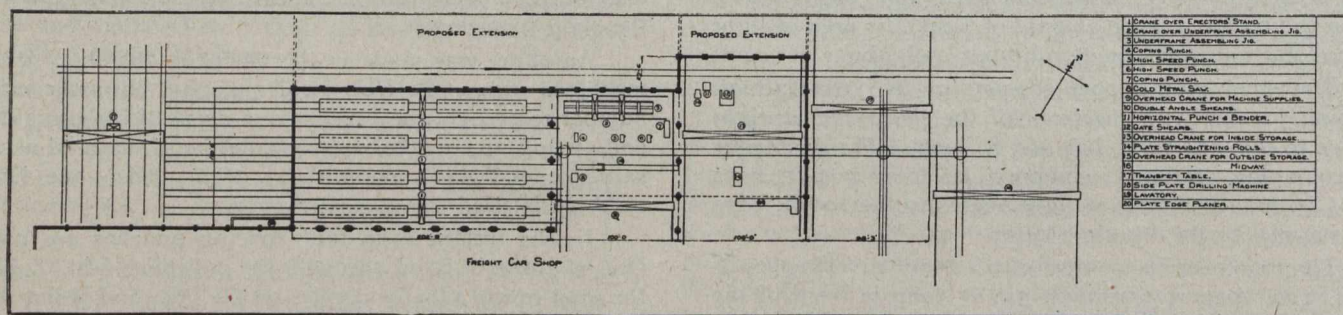 PROPOSED EXTENSION
PROPOSED EXTENSION
FREIGHT CAR SHOP
N
1 CRANE OVER ERECTORS' STAND.
2 CRANE OVER UNDERFRAME ASSEMBLING JIG.
3 UNDERFRAME ASSEMBLING JIG.
4 COPING PUNCH.
5 HIGH SPEED PUNCH.
6 HIGH SPEED PUNCH.
7 COPING PUNCH.
8 COLD METAL SAW.
9 OVERHEAD CRANE FOR MACHINE SUPPLIES.
10 DOUBLE ANGLE SHEARS.
11 HORIZONTAL PUNCH & BENDER.
12 GATE SHEARS.
13 OVERHEAD CRANE FOR INSIDE STORAGE.
14 PLATE STRAIGHTENING ROLLS.
15 OVERHEAD CRANE FOR OUTSIDE STORAGE.
16 MIDWAY.
17 TRANSFER TABLE.
18 SIDE PLATE DRILLING MACHINE
19 LAVATORY.
20 PLATE EDGE PLANER